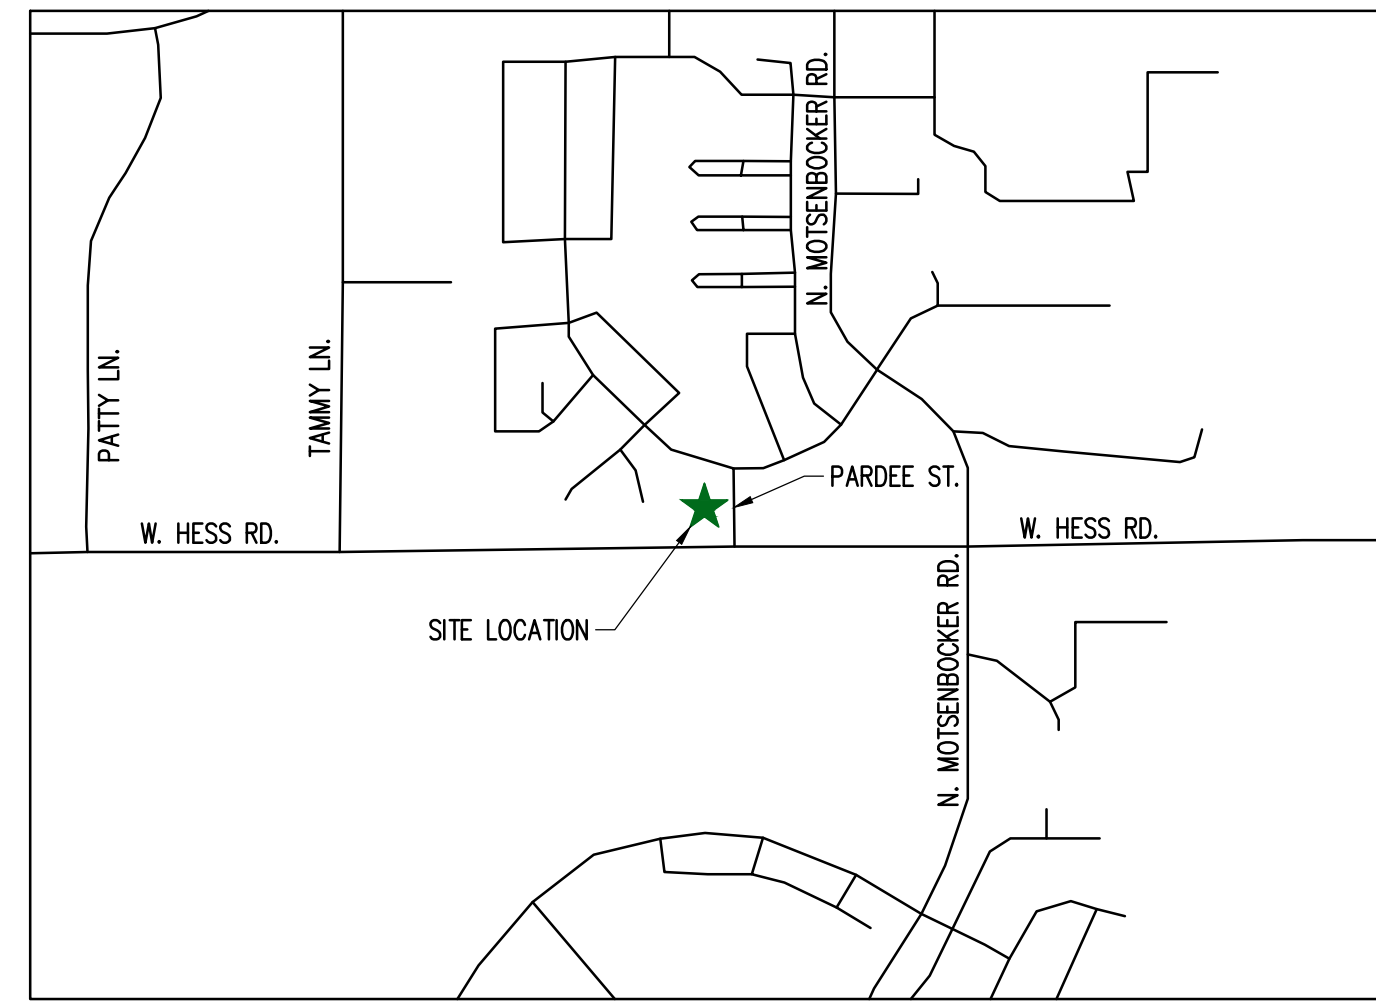 N. MOTSENBOCKER RD.
PATTY LN.
TAMMY LN.
PARDEE ST.
W. HESS RD.
W. HESS RD.
SITE LOCATION
N. MOTSENBOCKER RD.